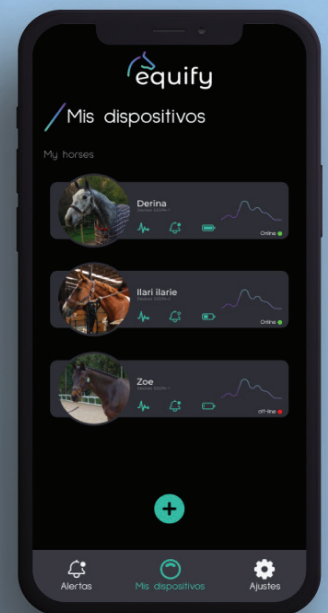 equify
Mis dispositivos
My horses
Derina
Online
Ilari ilarie
Online
Zoe
off-line
Alertas
Mis dispositivos
Ajustes